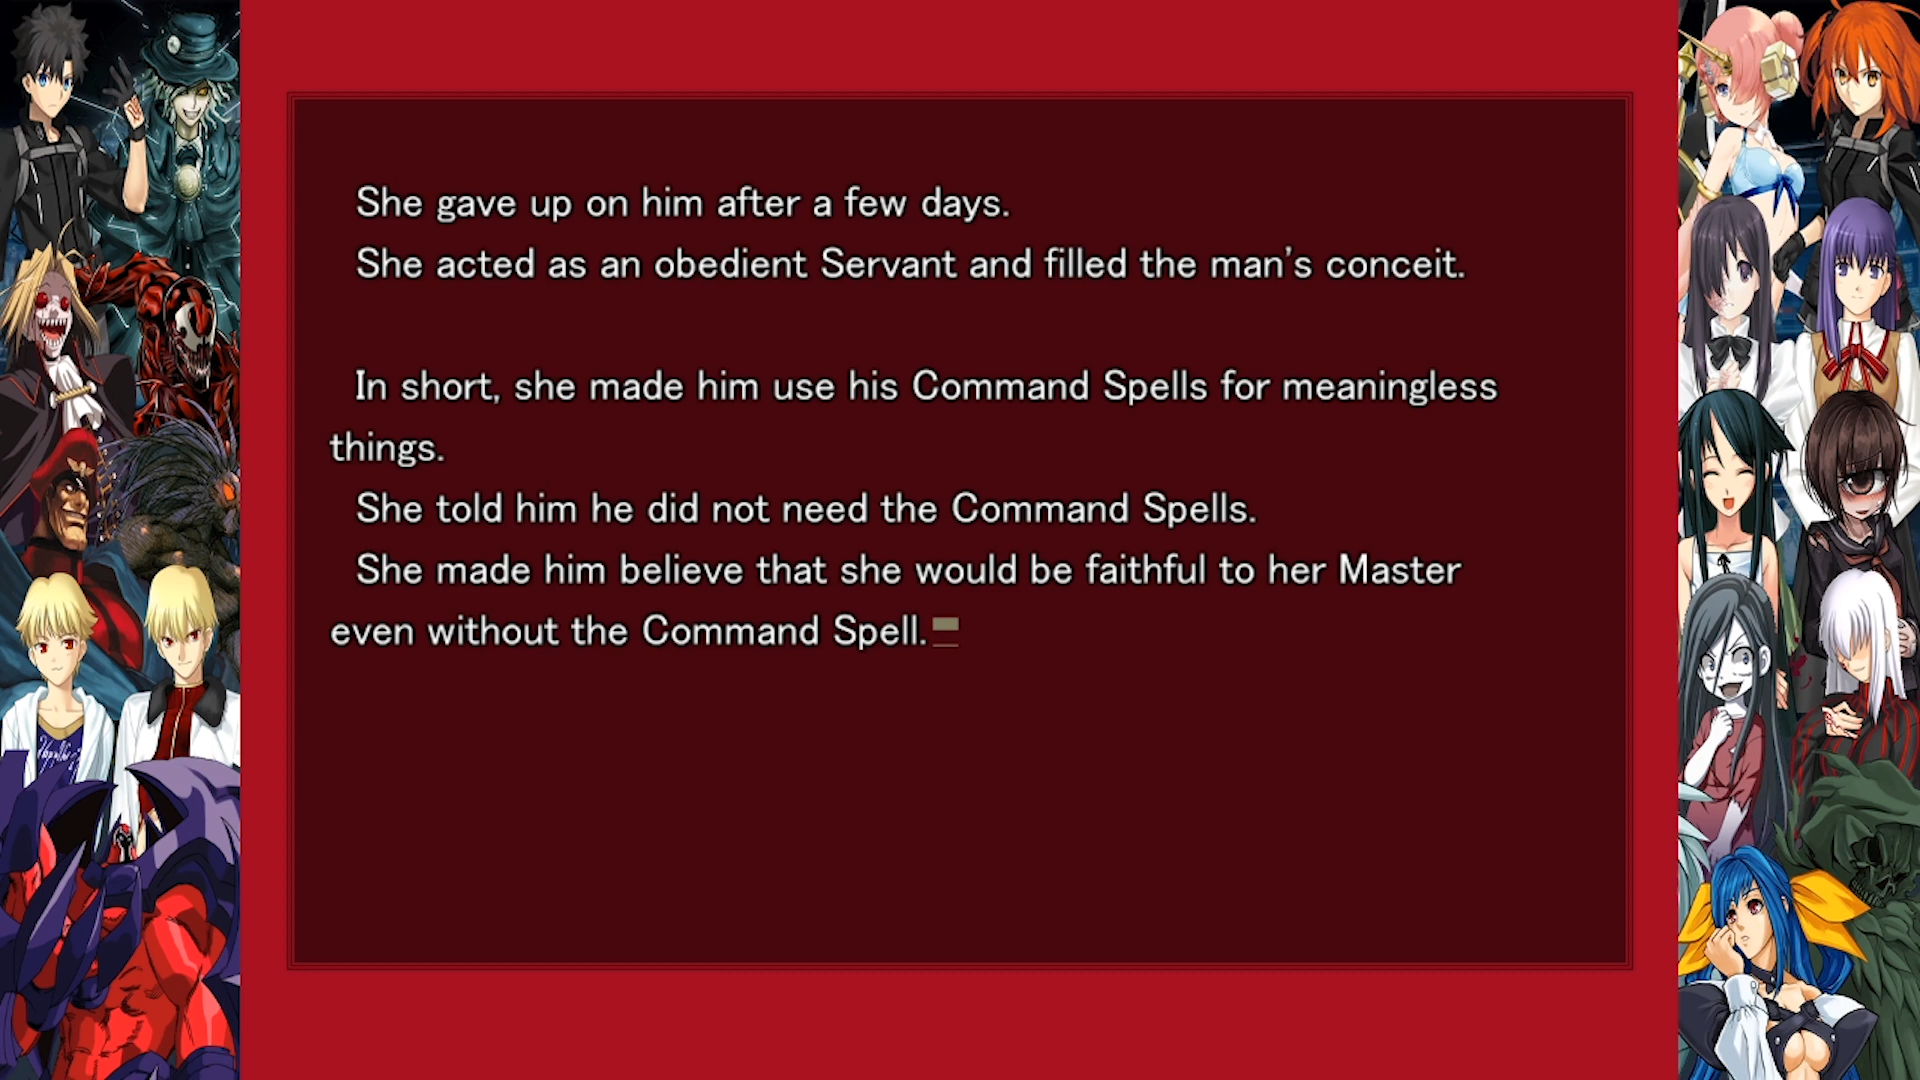 She gave up on him after a few days.
She acted as an obedient Servant and filled the man's conceit.
In short, she made him use his Command Spells for meaningless
things.
She told him he did not need the Command Spells.
She made him believe that she would be faithful to her Master
even without the Command Spell.